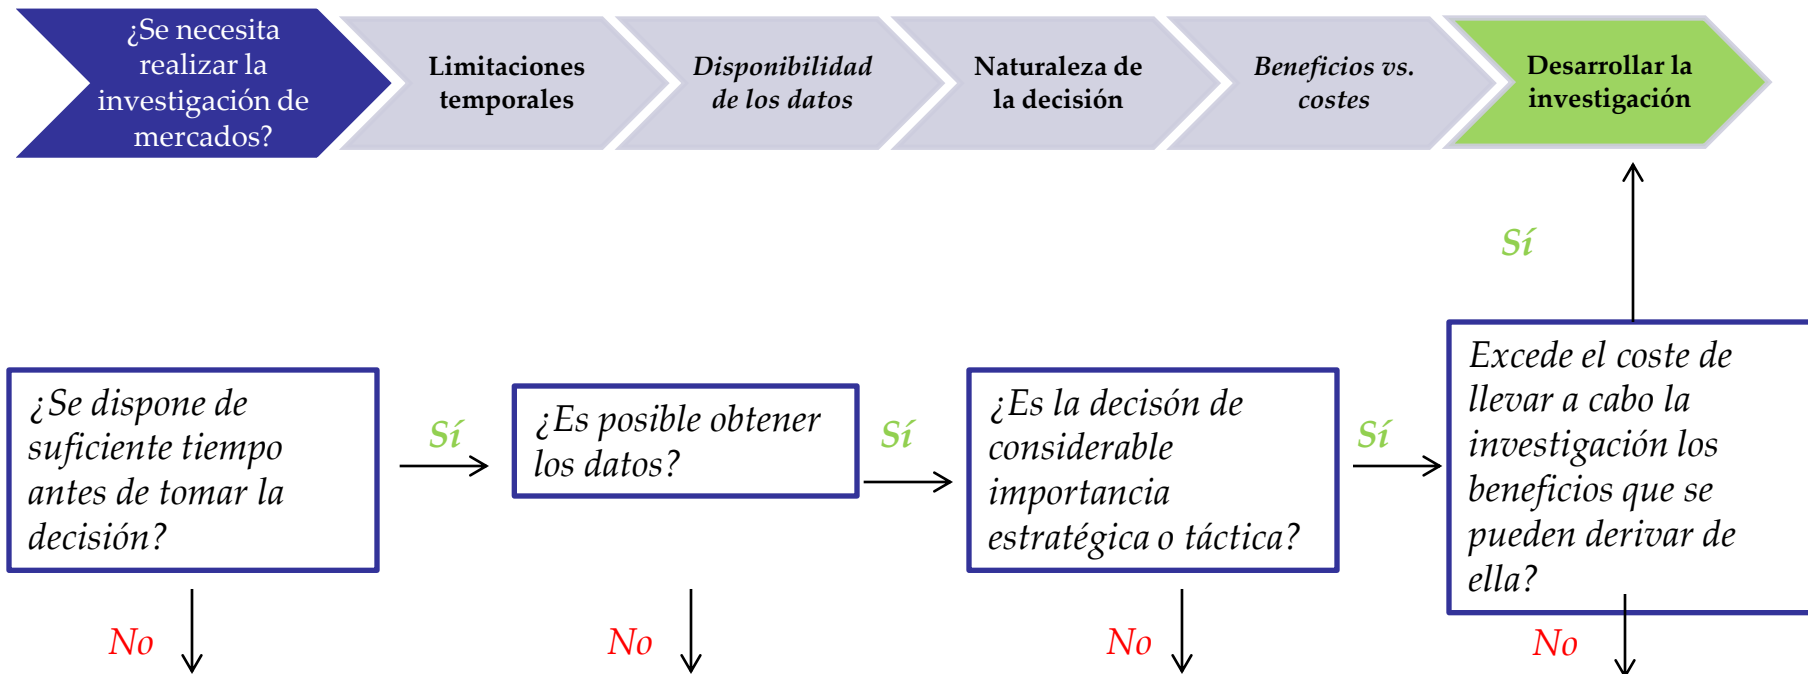 ¿Se necesita
realizar la
investigación de
mercados?
Limitaciones
temporales
Disponibilidad
de los datos
Naturaleza de
la decisión
Beneficios vs.
costes
Desarrollar la
investigación
Sí
¿Se dispone de
suficiente tiempo
antes de tomar la
decisión?
Sí
¿Es posible obtener
los datos?
Sí
¿Es la decisón de
considerable
importancia
estratégica o táctica?
Sí
Excede el coste de
llevar a cabo la
investigación los
beneficios que se
pueden derivar de
ella?
No
No
No
No